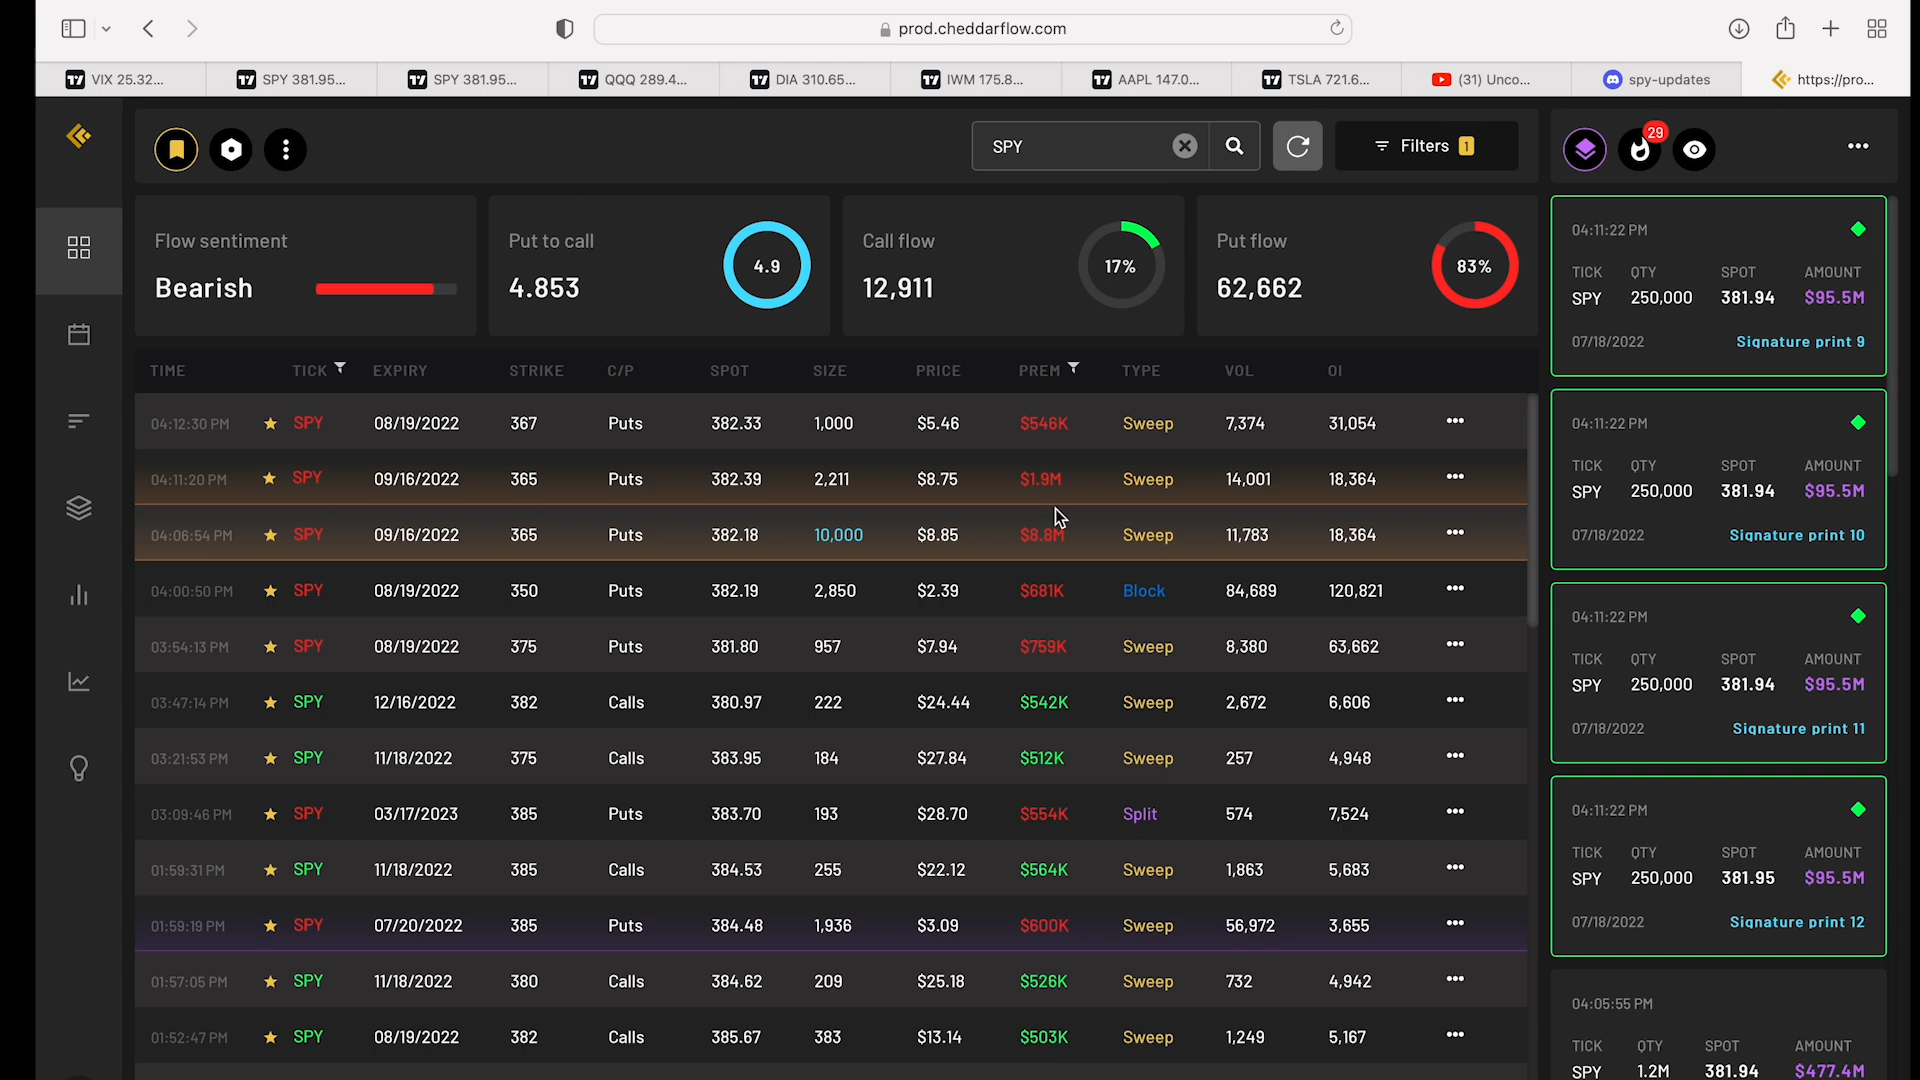 prod.cheddarflow.com
VIX 25.32... SPY 381.95... SPY 381.95... QQQ 289.4... DIA 310.65... IWM 175.8... AAPL 147.0... TSLA 721.6... (31) Unco... spy-updates https://pro...
SPY Filters 1 29
Flow sentiment
Bearish
Put to call
4.853
4.9
Call flow
12,911
17%
Put flow
62,662
83%
TIME TICK EXPIRY STRIKE C/P SPOT SIZE PRICE PREM TYPE VOL OI
04:12:30 PM SPY 08/19/2022 367 Puts 382.33 1,000 $5.46 $546K Sweep 7,374 31,054
04:11:20 PM SPY 09/16/2022 365 Puts 382.39 2,211 $8.75 $1.9M Sweep 14,001 18,364
04:06:54 PM SPY 09/16/2022 365 Puts 382.18 10,000 $8.85 $8.8M Sweep 11,783 18,364
04:00:50 PM SPY 08/19/2022 350 Puts 382.19 2,850 $2.39 $681K Block 84,689 120,821
03:54:13 PM SPY 08/19/2022 375 Puts 381.80 957 $7.94 $759K Sweep 8,380 63,662
03:47:14 PM SPY 12/16/2022 382 Calls 380.97 222 $24.44 $542K Sweep 2,672 6,606
03:21:53 PM SPY 11/18/2022 375 Calls 383.95 184 $27.84 $512K Sweep 257 4,948
03:09:46 PM SPY 03/17/2023 385 Puts 383.70 193 $28.70 $554K Split 574 7,524
01:59:31 PM SPY 11/18/2022 385 Calls 384.53 255 $22.12 $564K Sweep 1,863 5,683
01:59:19 PM SPY 07/20/2022 385 Puts 384.48 1,936 $3.09 $600K Sweep 56,972 3,655
01:57:05 PM SPY 11/18/2022 380 Calls 384.62 209 $25.18 $526K Sweep 732 4,942
01:52:47 PM SPY 08/19/2022 382 Calls 385.67 383 $13.14 $503K Sweep 1,249 5,167
04:11:22 PM
TICK QTY SPOT AMOUNT
SPY 250,000 381.94 $95.5M
07/18/2022 Signature print 9
04:11:22 PM
TICK QTY SPOT AMOUNT
SPY 250,000 381.94 $95.5M
07/18/2022 Signature print 10
04:11:22 PM
TICK QTY SPOT AMOUNT
SPY 250,000 381.94 $95.5M
07/18/2022 Signature print 11
04:11:22 PM
TICK QTY SPOT AMOUNT
SPY 250,000 381.95 $95.5M
07/18/2022 Signature print 12
04:05:55 PM
TICK QTY SPOT AMOUNT
SPY 1.2M 381.94 $477.4M